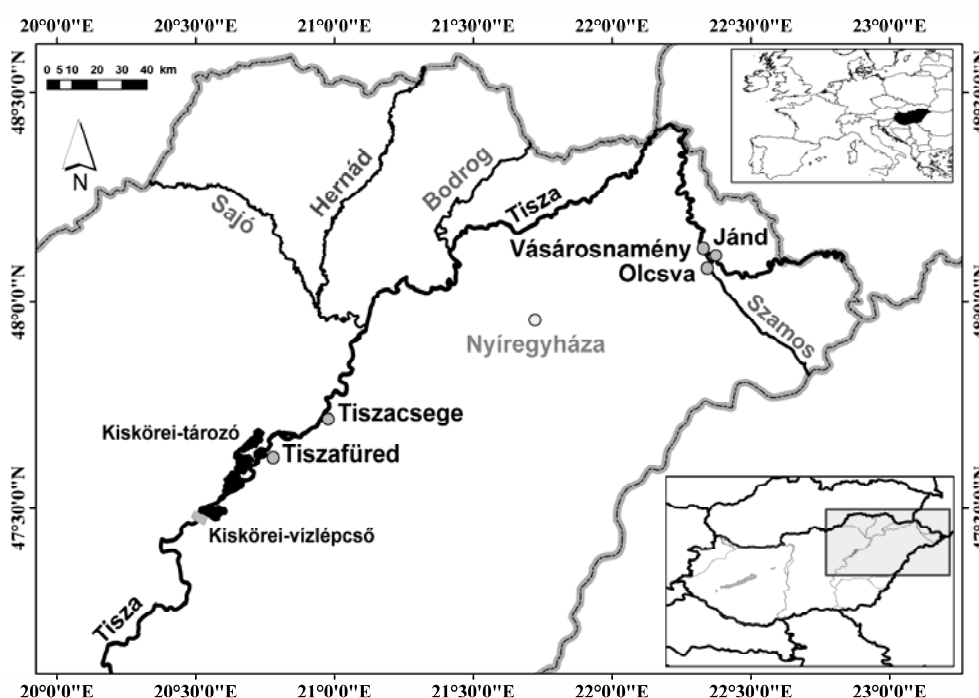 20°0'0"E 20°30'0"E 21°0'0"E 21°30'0"E 22°0'0"E 22°30'0"E 23°0'0"E
0 5 10 20 30 40 km
48°30'0"N
48°30'0"N
N
Sajó
Hernád
Bodrog
Tisza
Vásárosnamény
Jánd
Olcsva
48°0'0"N
48°0'0"N
Szamos
Nyíregyháza
Tiszacsege
Kiskörei-tározó
Tiszafüred
47°30'0"N
47°30'0"N
Kiskörei-vízlépcső
Tisza
20°0'0"E 20°30'0"E 21°0'0"E 21°30'0"E 22°0'0"E 22°30'0"E 23°0'0"E